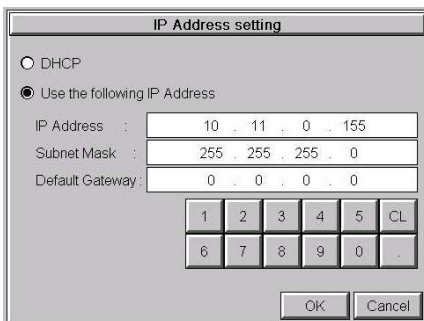 IP Address setting
DHCP
Use the following IP Address
IP Address : 10 . 11 . 0 . 155
Subnet Mask : 255 . 255 . 255 . 0
Default Gateway : 0 . 0 . 0 . 0
1 2 3 4 5 CL
6 7 8 9 0 .
OK Cancel